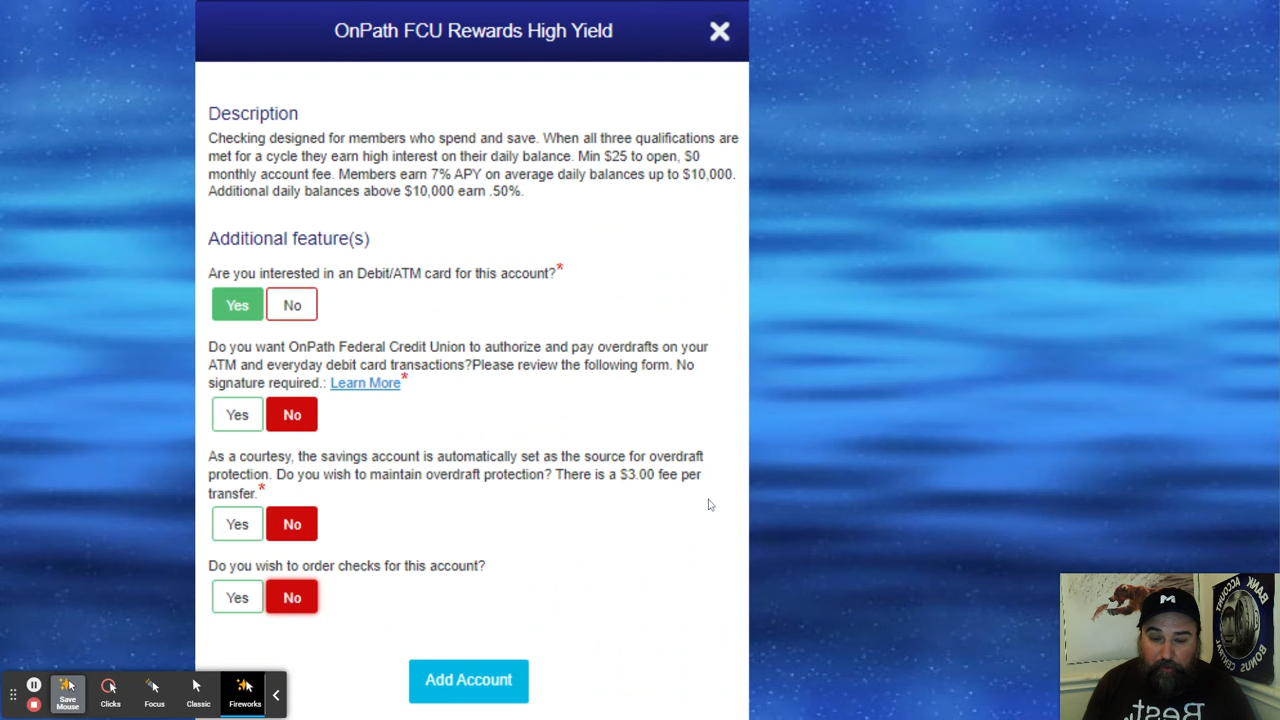 OnPath FCU Rewards High Yield
Description
Checking designed for members who spend and save. When all three qualifications are
met for a cycle they earn high interest on their daily balance. Min $25 to open, $0
monthly account fee. Members earn 7% APY on average daily balances up to $10,000.
Additional daily balances above $10,000 earn .50%.
Additional feature(s)
Are you interested in an Debit/ATM card for this account?*
Yes No
Do you want OnPath Federal Credit Union to authorize and pay overdrafts on your
ATM and everyday debit card transactions?Please review the following form. No
signature required.: Learn More*
Yes No
As a courtesy, the savings account is automatically set as the source for overdraft
protection. Do you wish to maintain overdraft protection? There is a $3.00 fee per
transfer.*
Yes No
Do you wish to order checks for this account?
Yes No
Add Account
Save
Mouse
Clicks
Focus
Classic
Fireworks
M
BANK ACCOUNT
BONUS CENTRAL
Best.